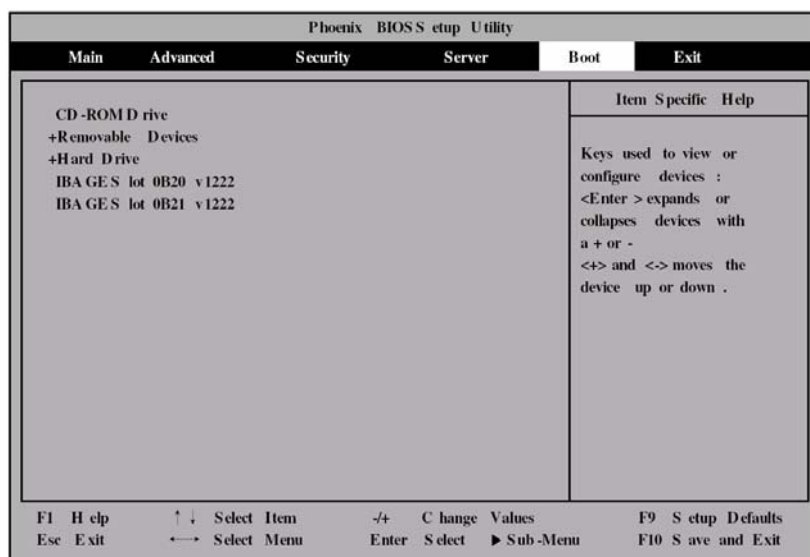 Phoenix BIOS Setup Utility
Main Advanced Security Server Boot Exit
CD-ROM Drive
+Removable Devices
+Hard Drive
IBA GE Slot 0B20 v1222
IBA GE Slot 0B21 v1222
Item Specific Help
Keys used to view or
configure devices :
<Enter > expands or
collapses devices with
a + or -
<+> and <-> moves the
device up or down .
F1 Help ↑ ↓ Select Item -/+ Change Values F9 Setup Defaults
Esc Exit ←→ Select Menu Enter Select ▶ Sub-Menu F10 Save and Exit